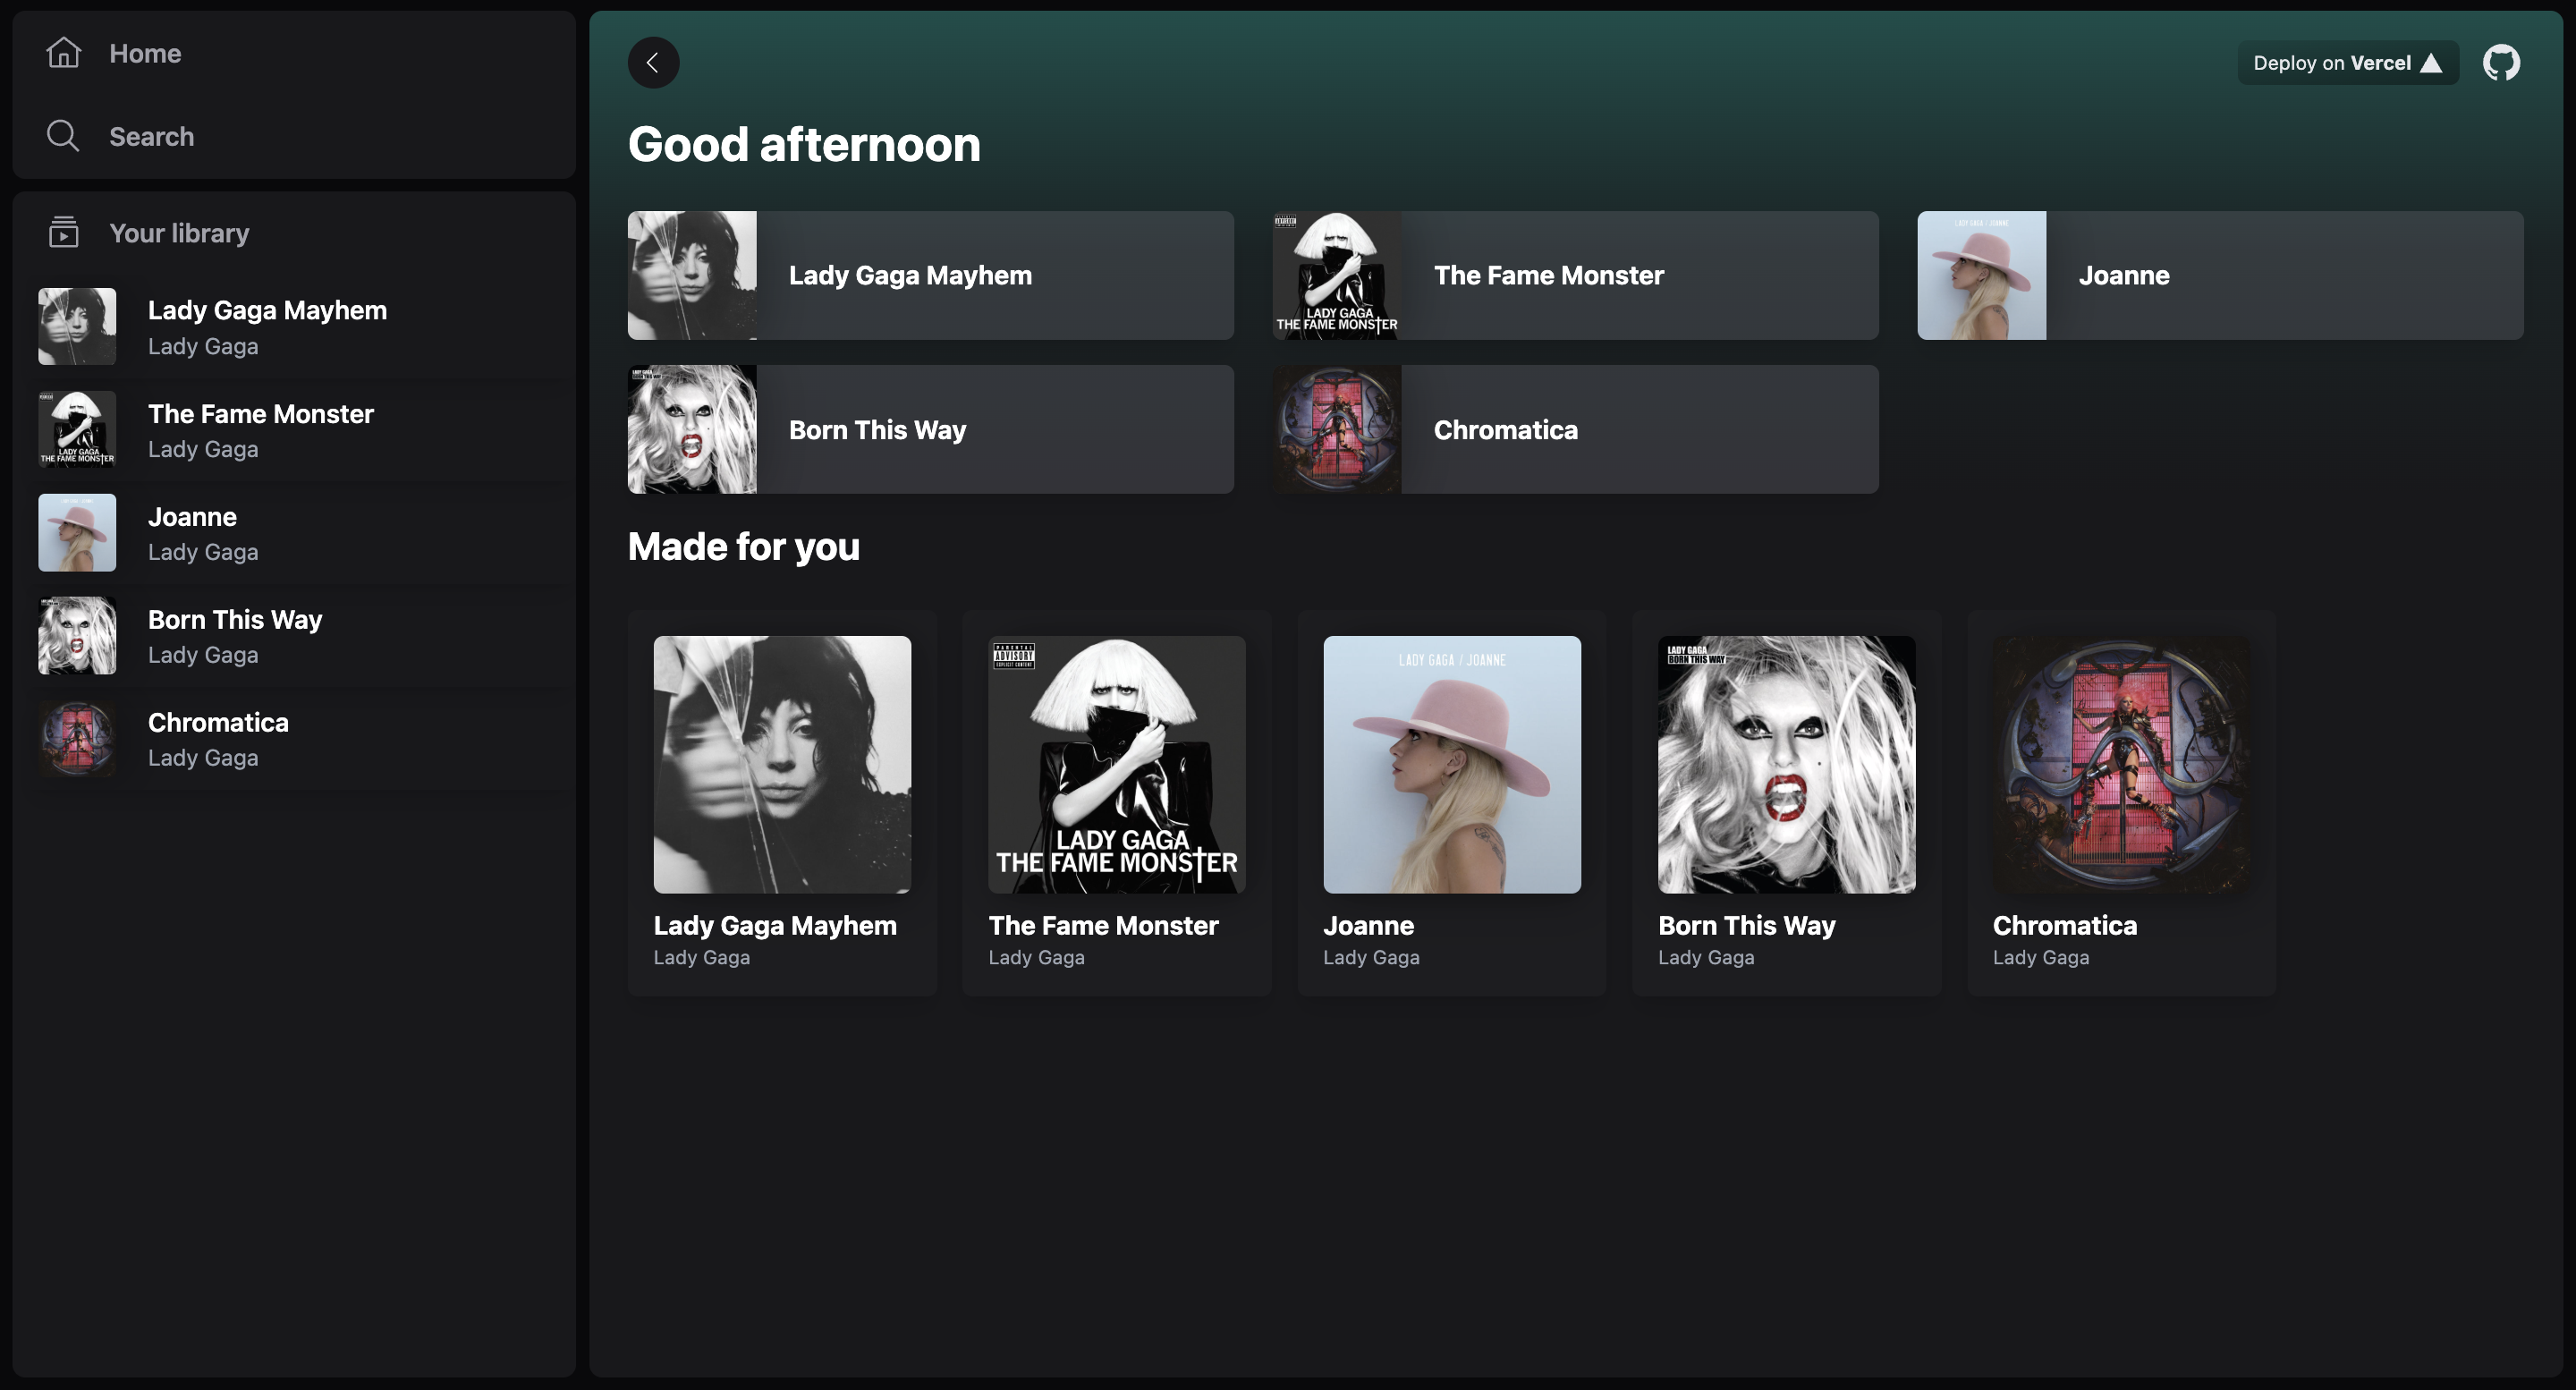 Home
Search
Your library
Lady Gaga Mayhem
Lady Gaga
The Fame Monster
Lady Gaga
Joanne
Lady Gaga
Born This Way
Lady Gaga
Chromatica
Lady Gaga
Deploy on Vercel
Good afternoon
Lady Gaga Mayhem
LADY GAGA
THE FAME MONSTER
The Fame Monster
LADY GAGA / JOANNE
Joanne
Born This Way
Chromatica
Made for you
PARENTAL
ADVISORY
EXPLICIT CONTENT
LADY GAGA
THE FAME MONSTER
LADY GAGA / JOANNE
LADY GAGA
BORN THIS WAY
Lady Gaga Mayhem
Lady Gaga
The Fame Monster
Lady Gaga
Joanne
Lady Gaga
Born This Way
Lady Gaga
Chromatica
Lady Gaga